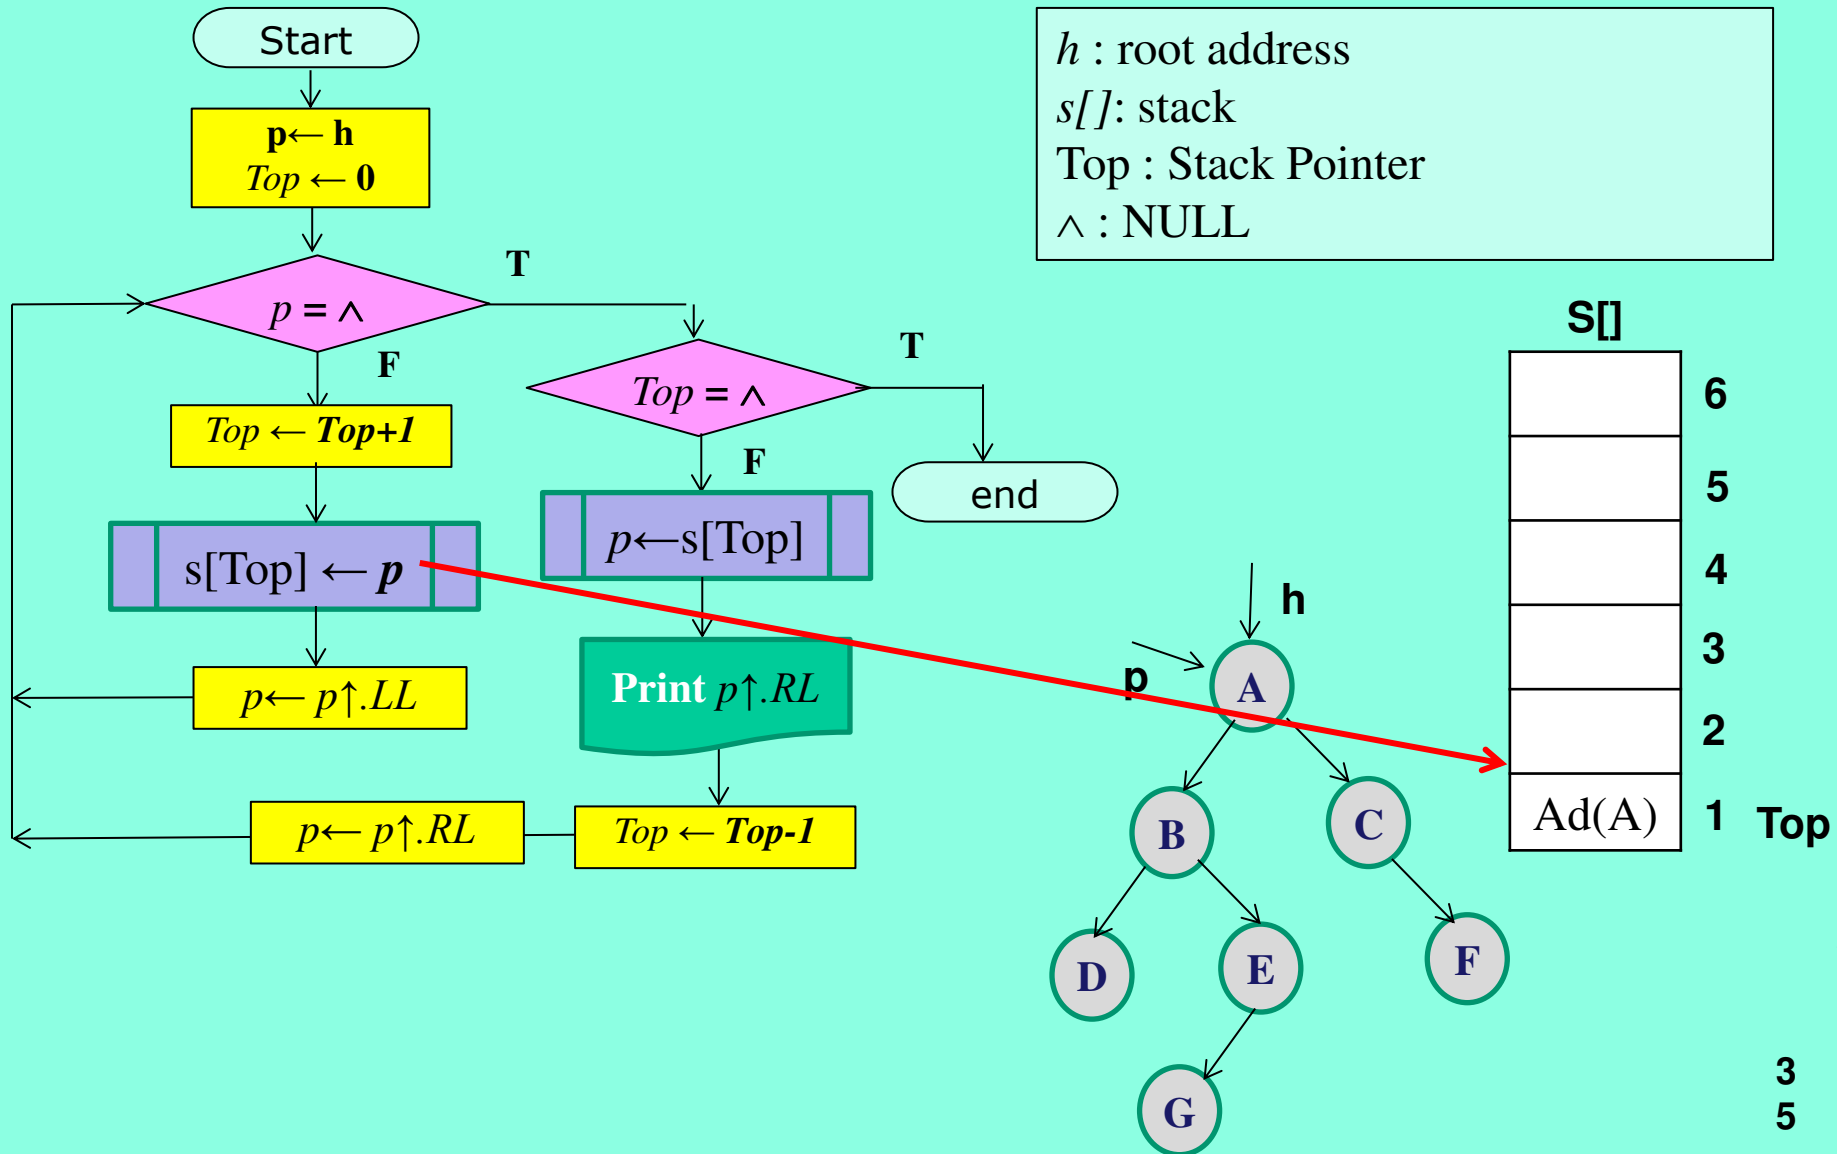 Start
p← h
Top ← 0
p = ∧
T
F
Top ← Top+1
s[Top] ← p
p← p↑.LL
Top = ∧
T
F
end
p←s[Top]
Print p↑.RL
Top ← Top-1
p← p↑.RL
h : root address
s[]: stack
Top : Stack Pointer
∧ : NULL
S[]
6
5
4
3
2
Ad(A) 1 Top
h
p
A
B
C
D
E
F
G
3
5